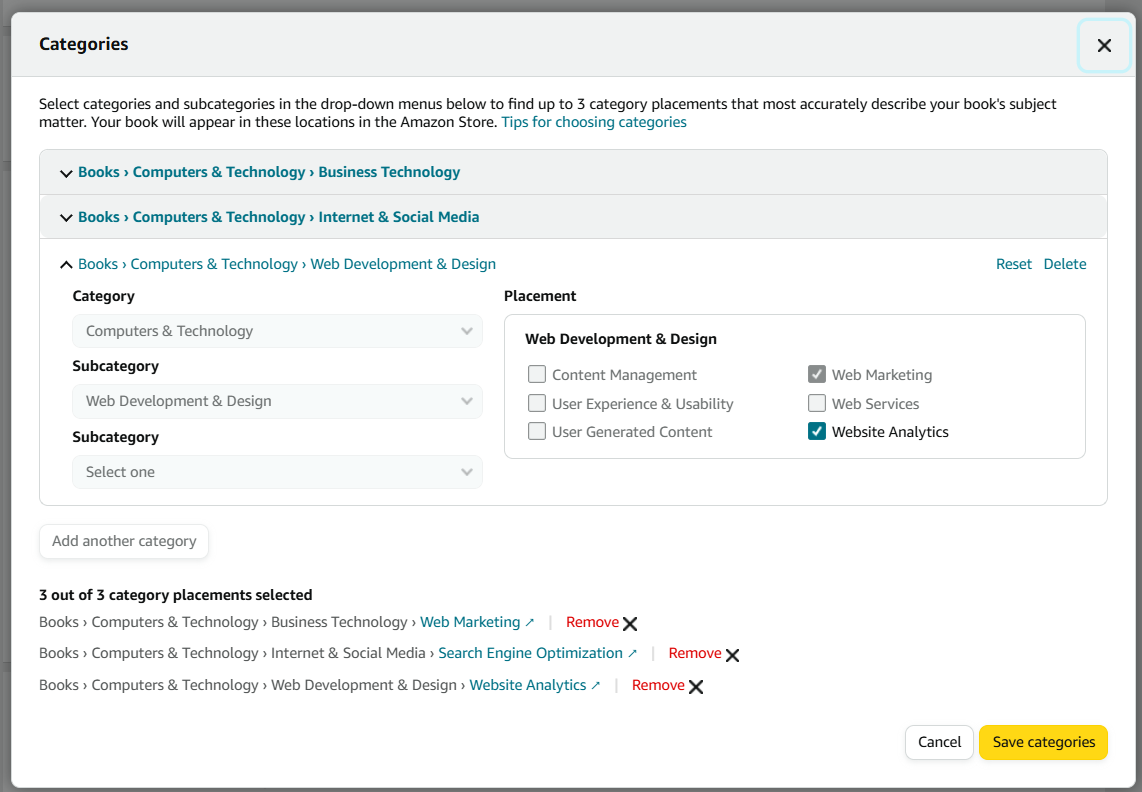 Categories
Select categories and subcategories in the drop-down menus below to find up to 3 category placements that most accurately describe your book's subject
matter. Your book will appear in these locations in the Amazon Store. Tips for choosing categories
Books › Computers & Technology › Business Technology
Books › Computers & Technology › Internet & Social Media
Books › Computers & Technology › Web Development & Design
Reset Delete
Category
Computers & Technology
Subcategory
Web Development & Design
Subcategory
Select one
Placement
Web Development & Design
Content Management
User Experience & Usability
User Generated Content
Web Marketing
Web Services
Website Analytics
Add another category
3 out of 3 category placements selected
Books › Computers & Technology › Business Technology › Web Marketing ↗ | Remove
Books › Computers & Technology › Internet & Social Media › Search Engine Optimization ↗ | Remove
Books › Computers & Technology › Web Development & Design › Website Analytics ↗ | Remove
Cancel Save categories